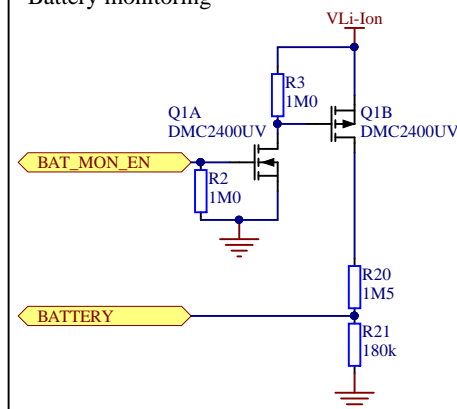 Battery monitoring
VLi-Ion
R3
1M0
Q1A
DMC2400UV
Q1B
DMC2400UV
BAT_MON_EN
R2
1M0
R20
1M5
BATTERY
R21
180k